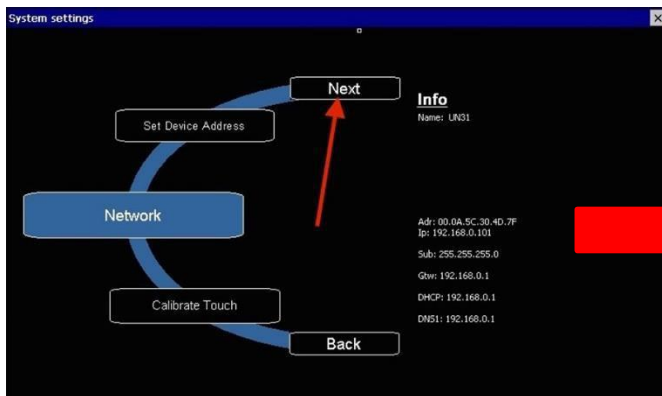 System settings
Next
Info
Name: UN31
Set Device Address
Network
Adr: 00.0A.5C.30.4D.7F
Ip: 192.168.0.101
Sub: 255.255.255.0
Gtw: 192.168.0.1
DHCP: 192.168.0.1
Calibrate Touch
DNS1: 192.168.0.1
Back